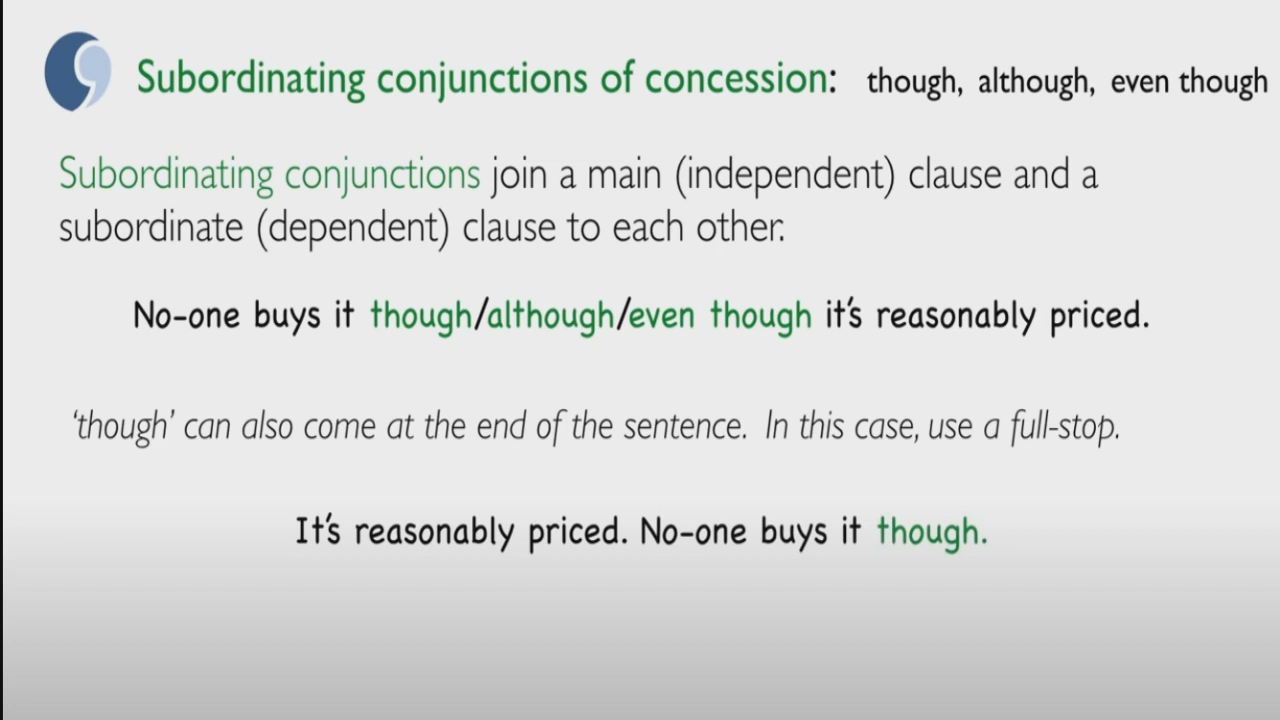 Subordinating conjunctions of concession: though, although, even though
Subordinating conjunctions join a main (independent) clause and a
subordinate (dependent) clause to each other.
No-one buys it though/although/even though it's reasonably priced.
‘though’ can also come at the end of the sentence. In this case, use a full-stop.
It's reasonably priced. No-one buys it though.